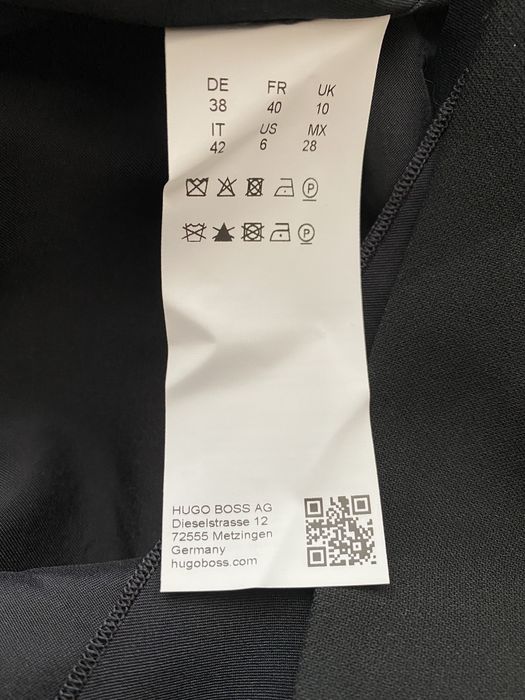 DE FR UK
38 40 10
IT US MX
42 6 28
P
P
HUGO BOSS AG
Dieselstrasse 12
72555 Metzingen
Germany
hugoboss.com